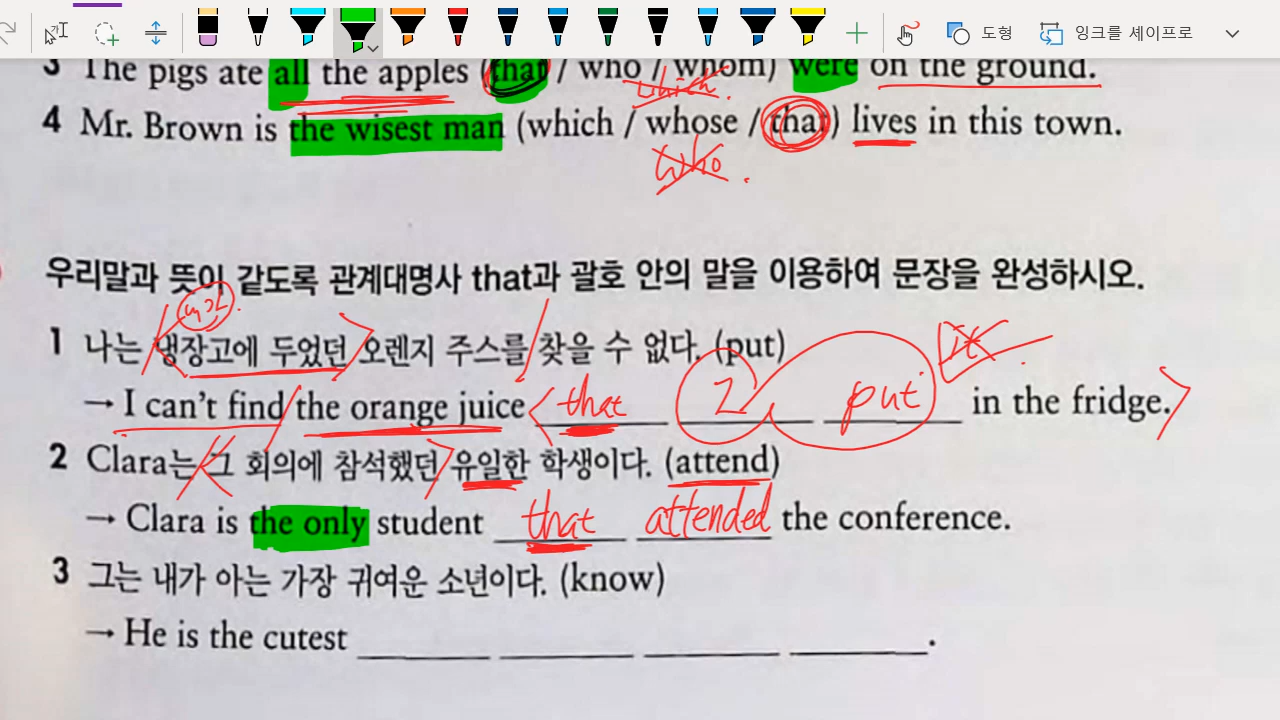 도형
잉크를 셰이프로
3 The pigs ate all the apples (that / who / whom) were on the ground.
which
4 Mr. Brown is the wisest man (which / whose / that) lives in this town.
who
우리말과 뜻이 같도록 관계대명사 that과 괄호 안의 말을 이용하여 문장을 완성하시오.
1 나는 냉장고에 두었던 오렌지 주스를 찾을 수 없다. (put)
it
→ I can't find the orange juice that I put in the fridge.
2 Clara는 그 회의에 참석했던 유일한 학생이다. (attend)
→ Clara is the only student that attended the conference.
3 그는 내가 아는 가장 귀여운 소년이다. (know)
→ He is the cutest ____ ____ ____ ____.